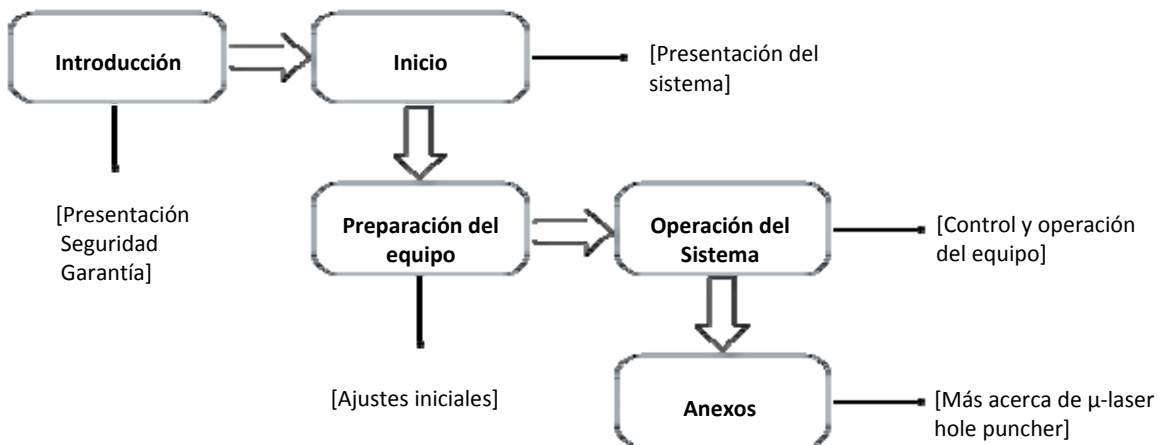 Introducción
Inicio
[Presentación del
sistema]
[Presentación
Seguridad
Garantía]
Preparación del
equipo
Operación del
Sistema
[Control y operación
del equipo]
[Ajustes iniciales]
Anexos
[Más acerca de µ-laser
hole puncher]